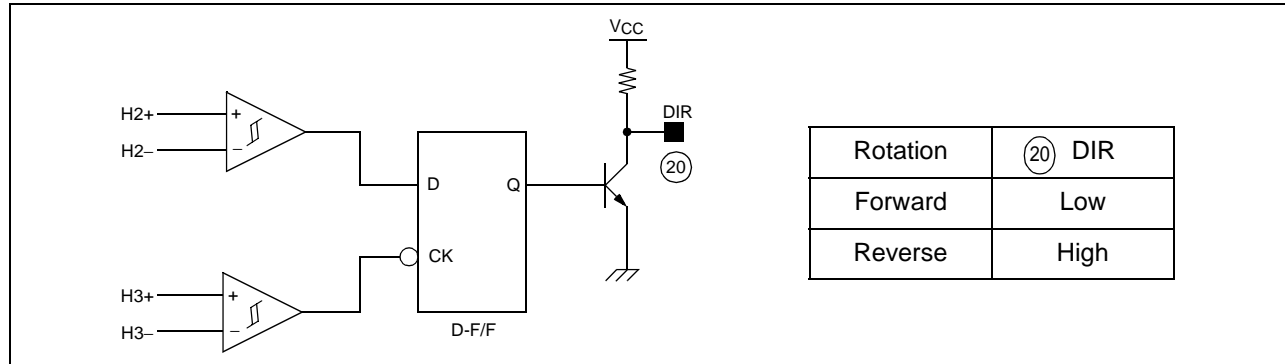 VCC
DIR
20
H2+
H2−
+
−
D
Q
CK
H3+
H3−
+
−
D-F/F
Rotation 20 DIR
Forward Low
Reverse High